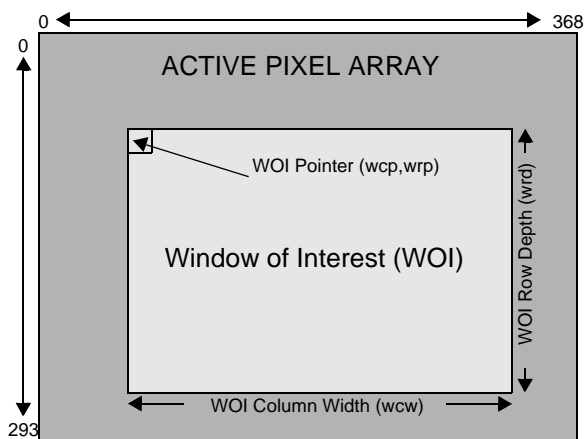 0
368
0
ACTIVE PIXEL ARRAY
WOI Pointer (wcp,wrp)
Window of Interest (WOI)
WOI Row Depth (wrd)
WOI Column Width (wcw)
293